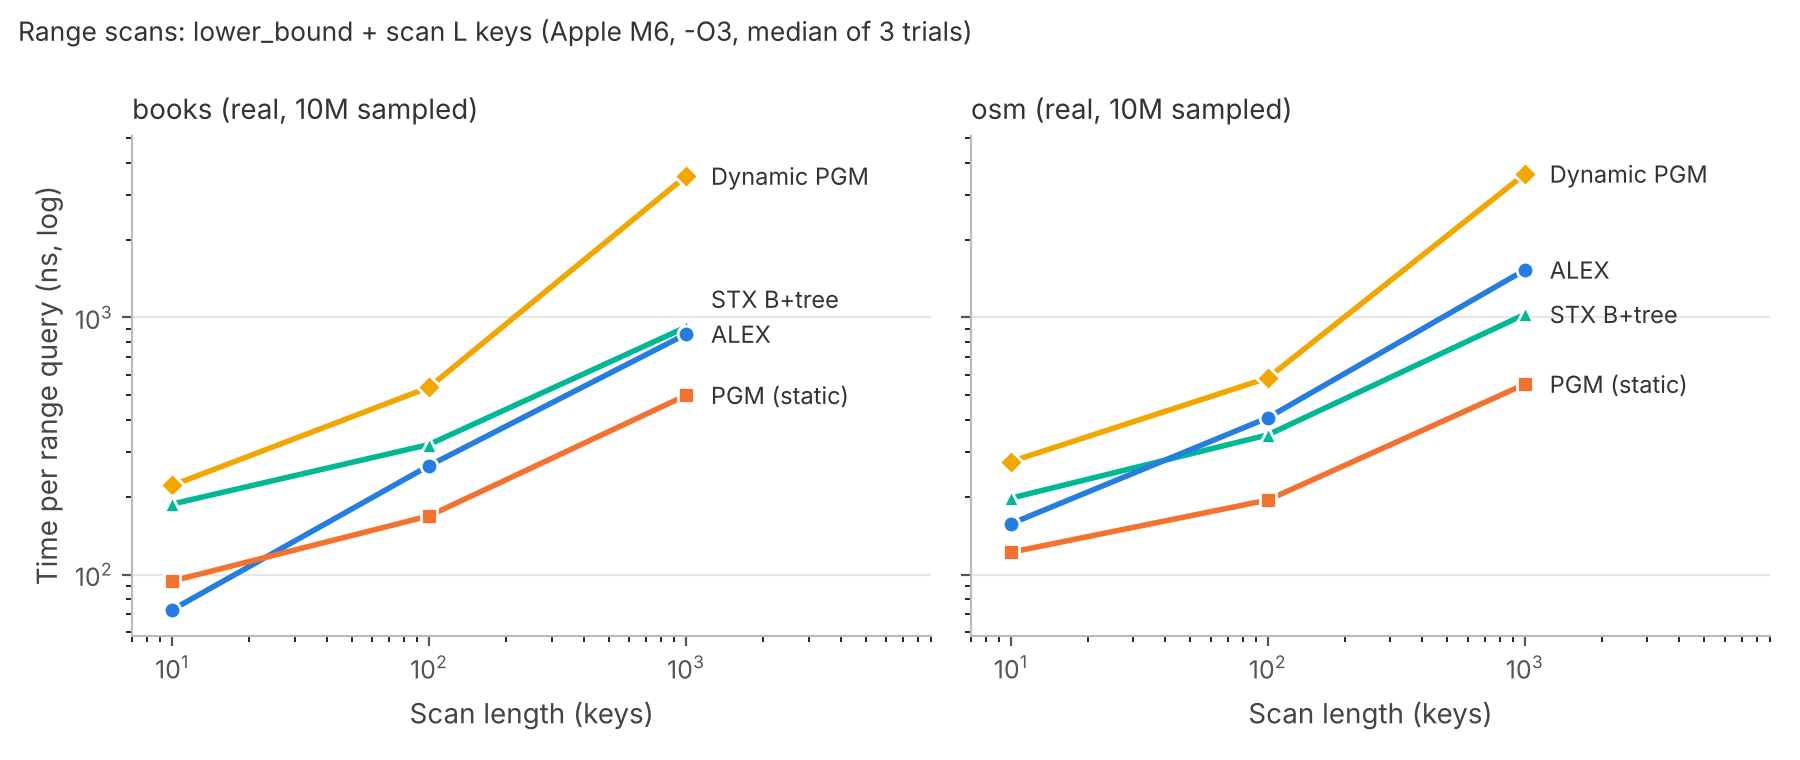 Range scans: lower_bound + scan L keys (Apple M6, -O3, median of 3 trials)
books (real, 10M sampled)
Time per range query (ns, log)
10³
10²
Dynamic PGM
STX B+tree
ALEX
PGM (static)
10¹
10²
10³
Scan length (keys)
osm (real, 10M sampled)
Dynamic PGM
ALEX
STX B+tree
PGM (static)
10¹
10²
10³
Scan length (keys)